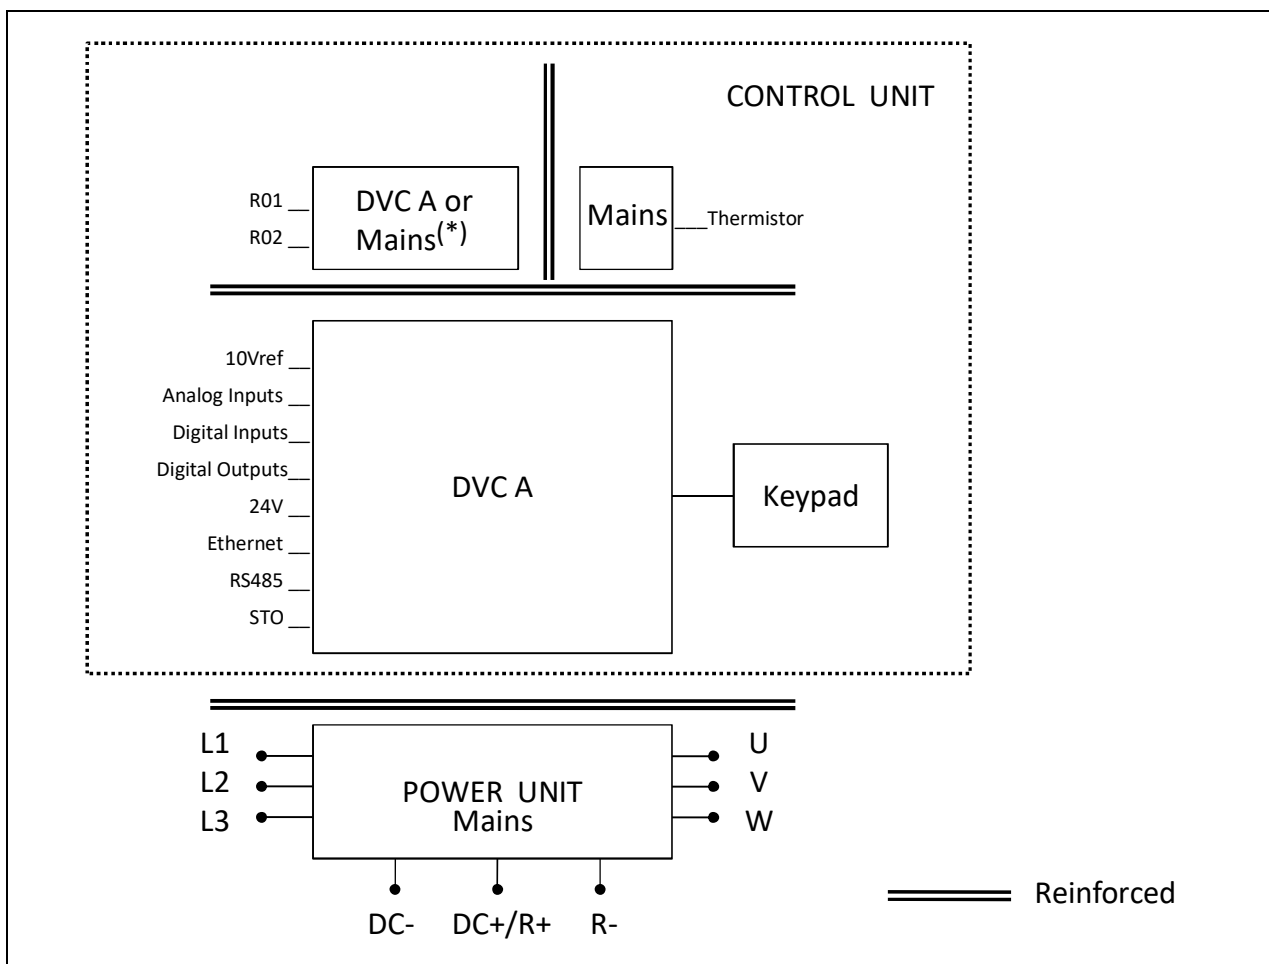 CONTROL UNIT
R01
R02
DVC A or
Mains(*)
Mains
Thermistor
10Vref
Analog Inputs
Digital Inputs
Digital Outputs
24V
Ethernet
RS485
STO
DVC A
Keypad
L1
L2
L3
POWER UNIT
Mains
U
V
W
DC-
DC+/R+
R-
Reinforced